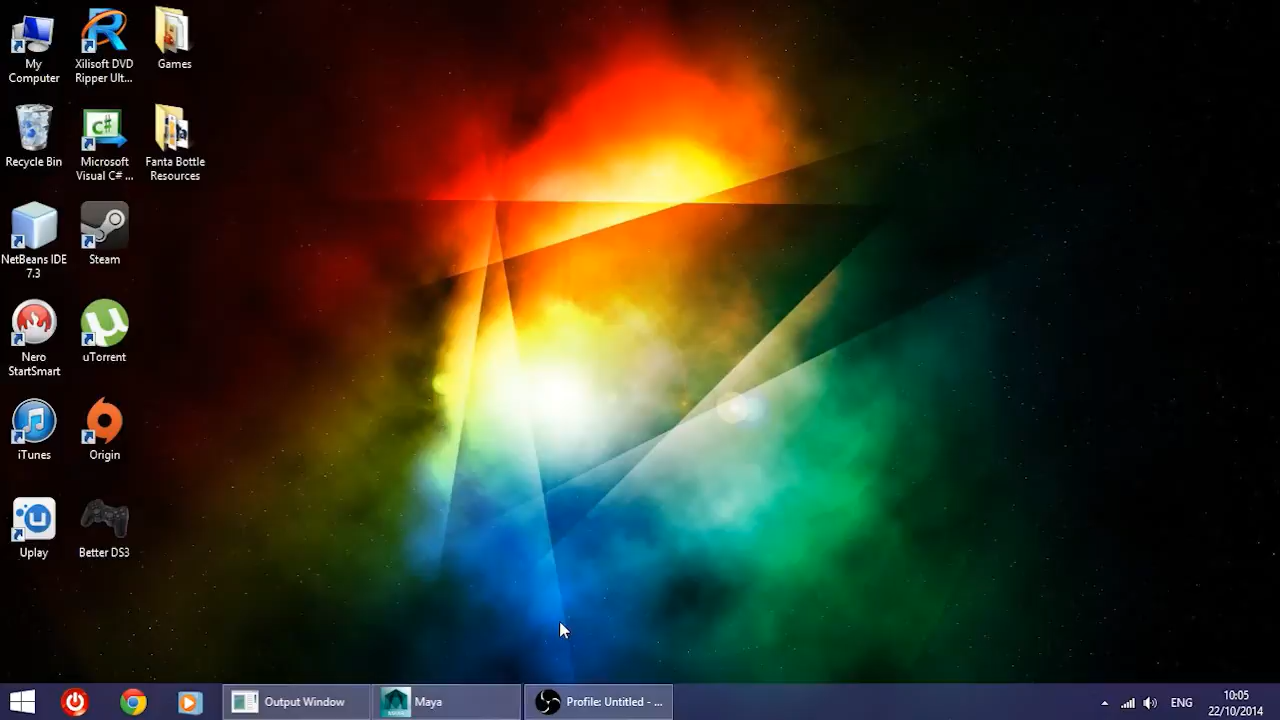 My
Computer
Xilisoft DVD
Ripper Ult...
Games
Recycle Bin
Microsoft
Visual C# ...
Fanta Bottle
Resources
NetBeans IDE
7.3
Steam
Nero
StartSmart
uTorrent
iTunes
Origin
Uplay
Better DS3
Output Window
Maya
Profile: Untitled - ...
ENG
10:05
22/10/2014